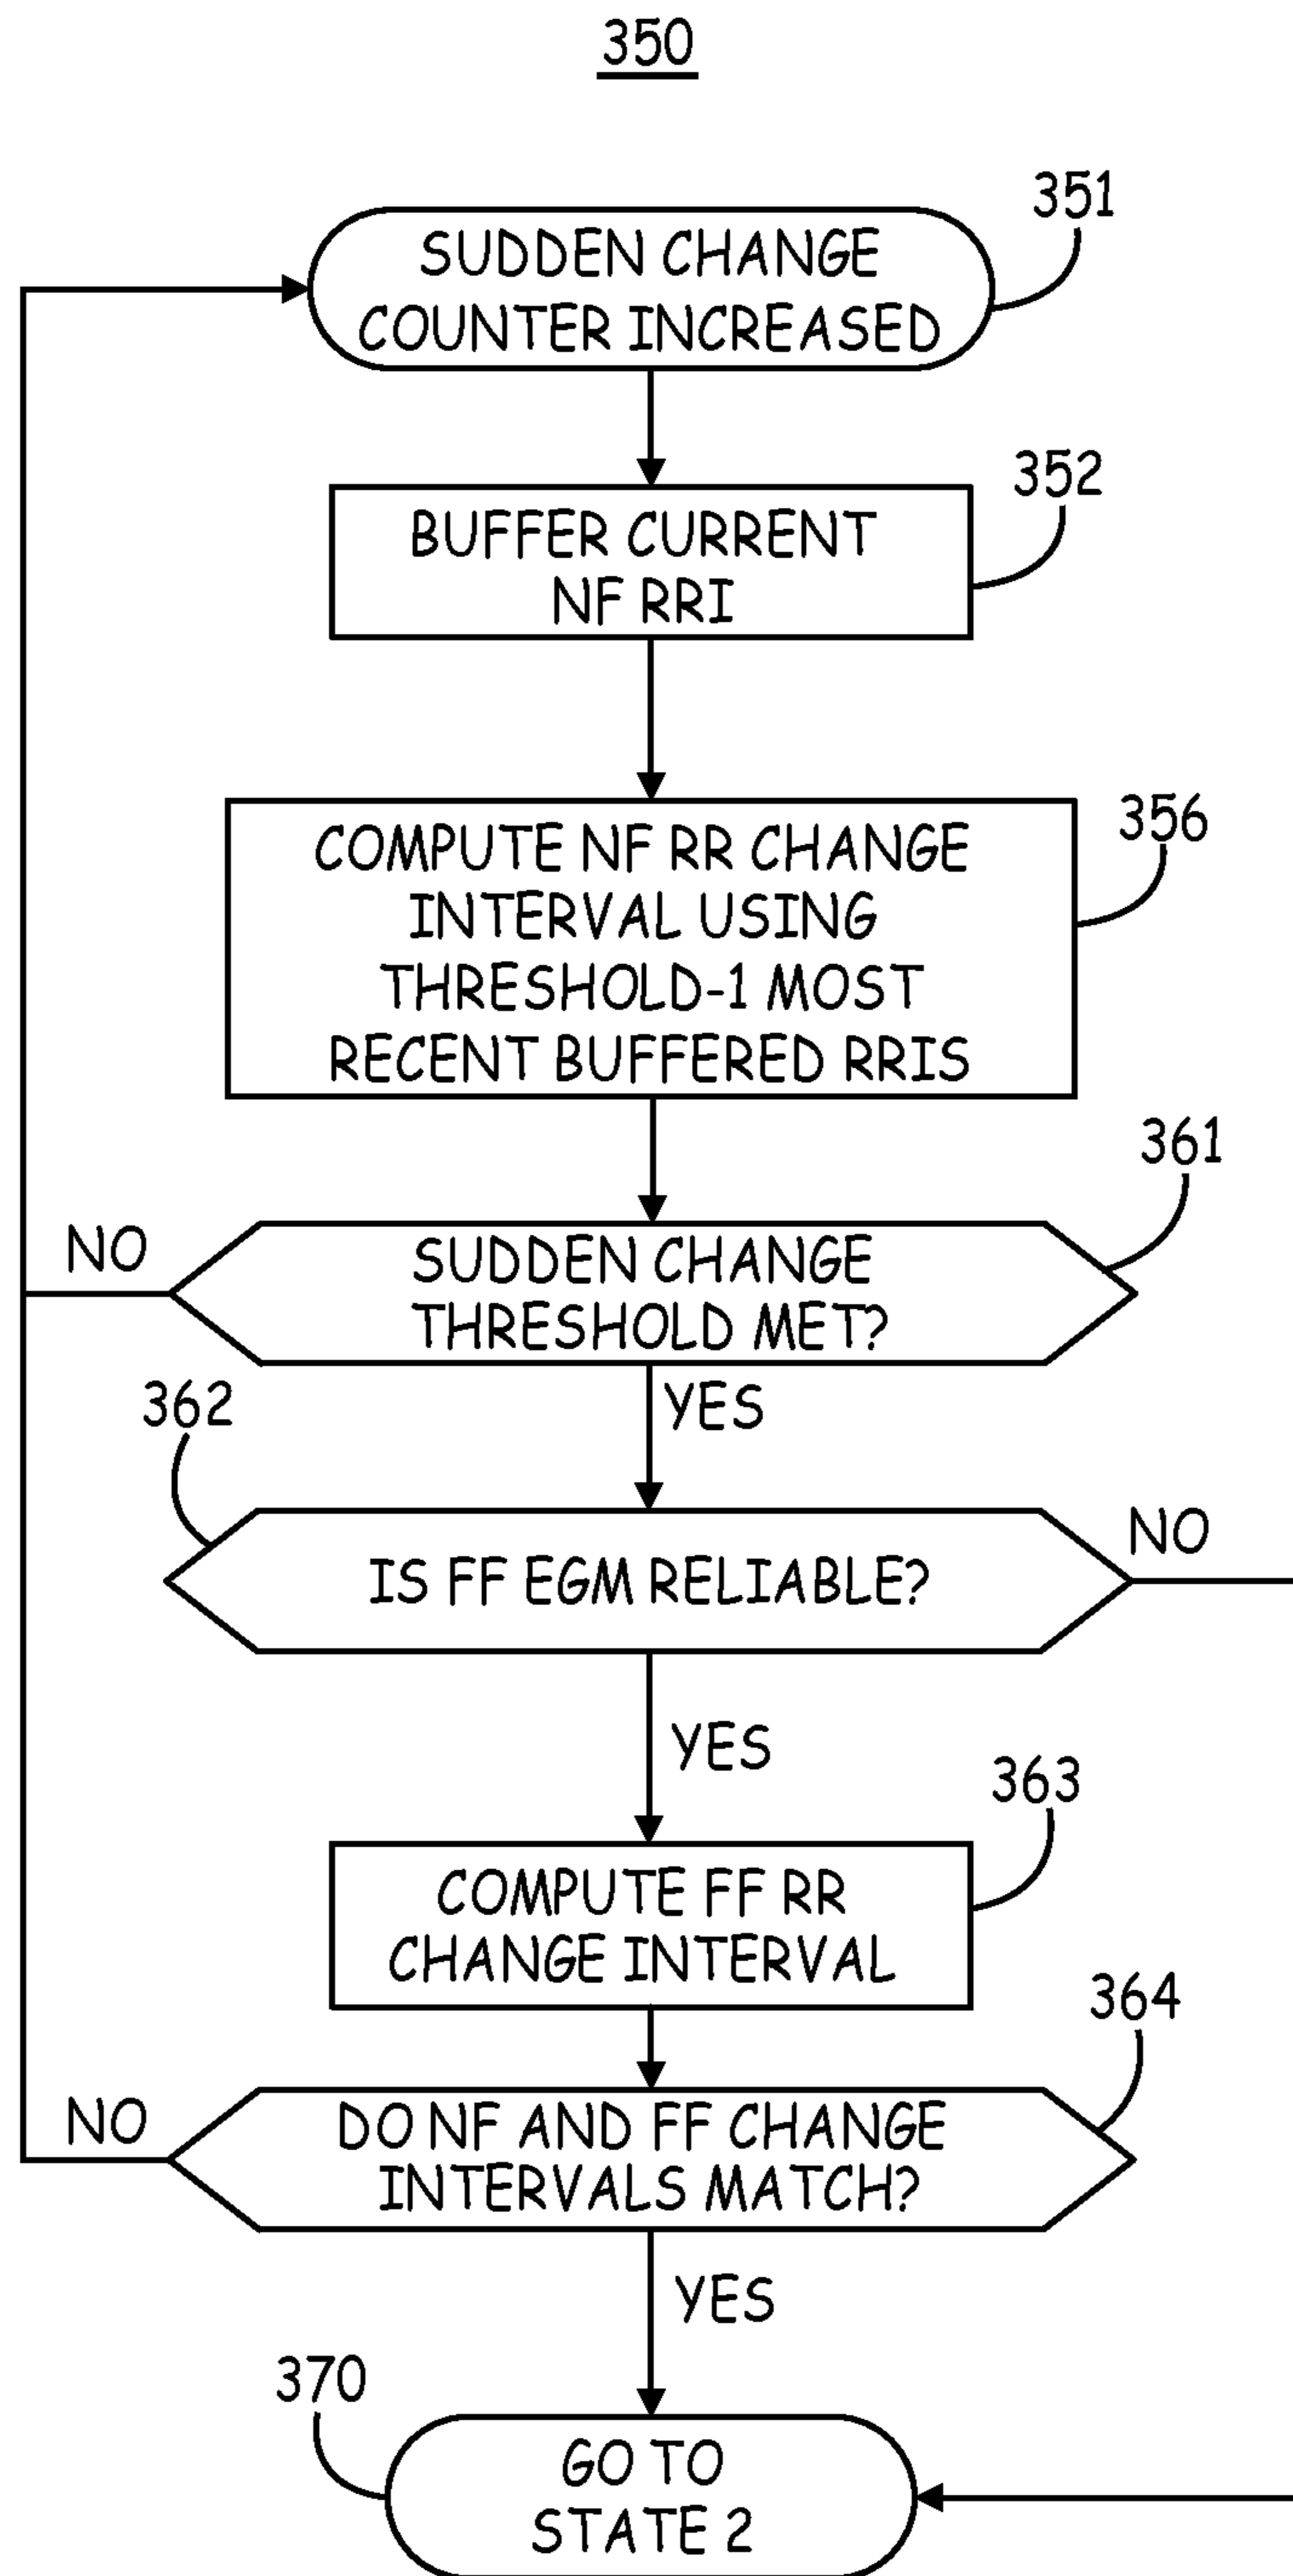 350
351
SUDDEN CHANGE
COUNTER INCREASED
352
BUFFER CURRENT
NF RRI
356
COMPUTE NF RR CHANGE
INTERVAL USING
THRESHOLD-1 MOST
RECENT BUFFERED RRIS
361
NO
SUDDEN CHANGE
THRESHOLD MET?
362
YES
NO
IS FF EGM RELIABLE?
YES
363
COMPUTE FF RR
CHANGE INTERVAL
364
NO
DO NF AND FF CHANGE
INTERVALS MATCH?
YES
370
GO TO
STATE 2